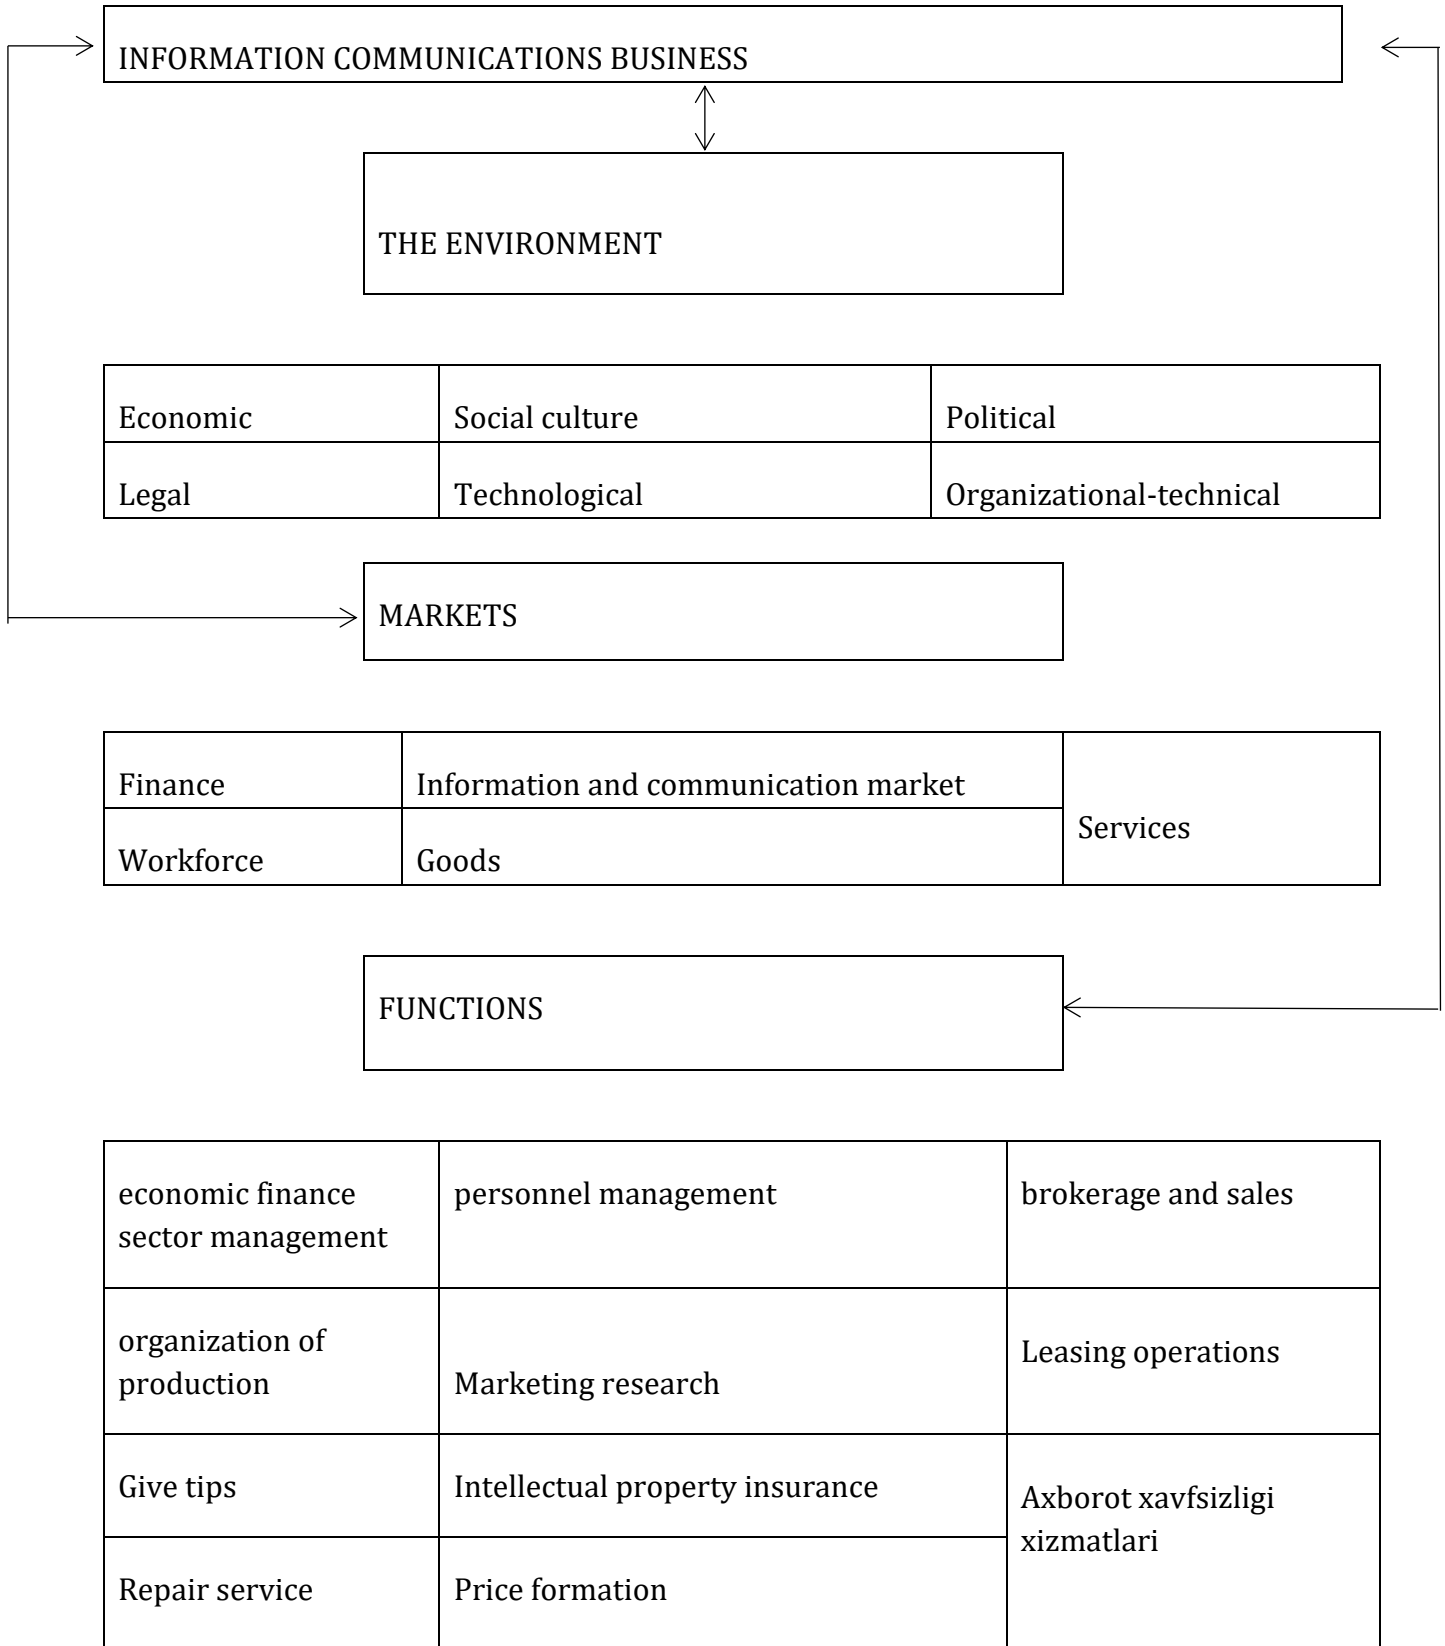 INFORMATION COMMUNICATIONS BUSINESS
THE ENVIRONMENT
Economic
Social culture
Political
Legal
Technological
Organizational-technical
MARKETS
Finance
Information and communication market
Services
Workforce
Goods
FUNCTIONS
economic finance
sector management
personnel management
brokerage and sales
organization of
production
Marketing research
Leasing operations
Give tips
Intellectual property insurance
Axborot xavfsizligi
xizmatlari
Repair service
Price formation